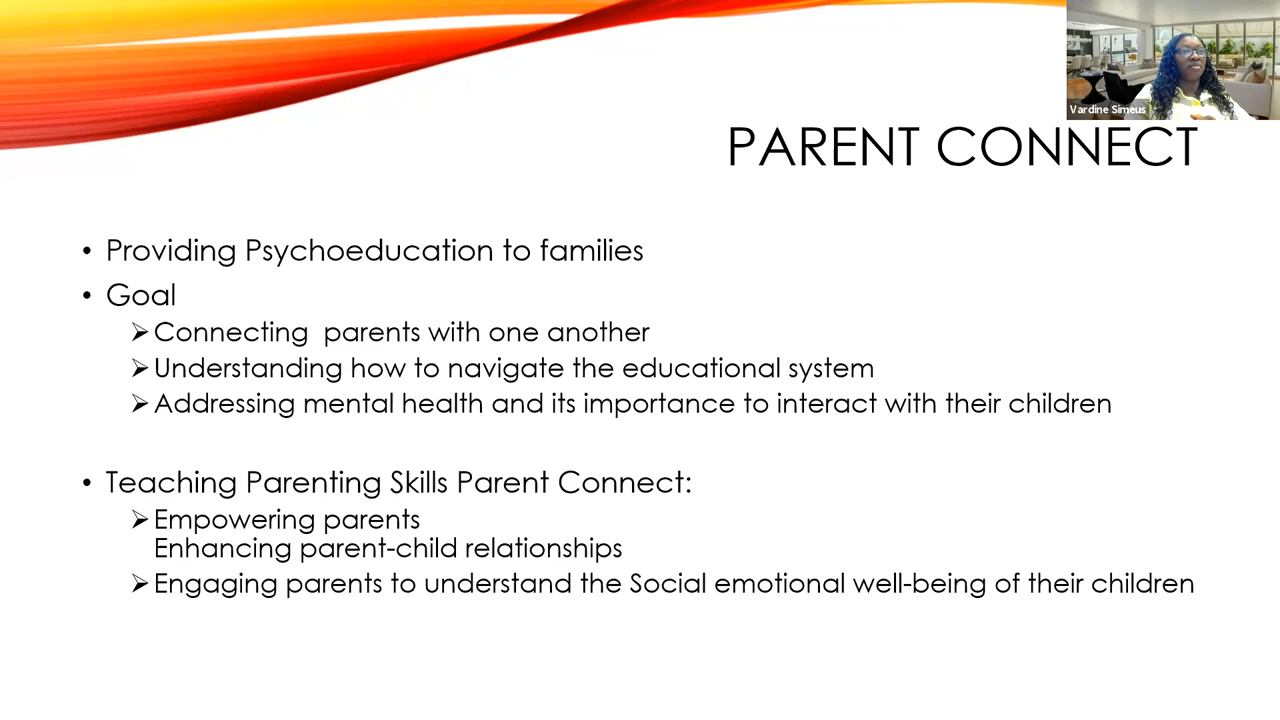 Vardine Simeus
PARENT CONNECT
• Providing Psychoeducation to families
• Goal
➢Connecting  parents with one another
➢Understanding how to navigate the educational system
➢Addressing mental health and its importance to interact with their children
• Teaching Parenting Skills Parent Connect:
➢Empowering parents
Enhancing parent-child relationships
➢Engaging parents to understand the Social emotional well-being of their children